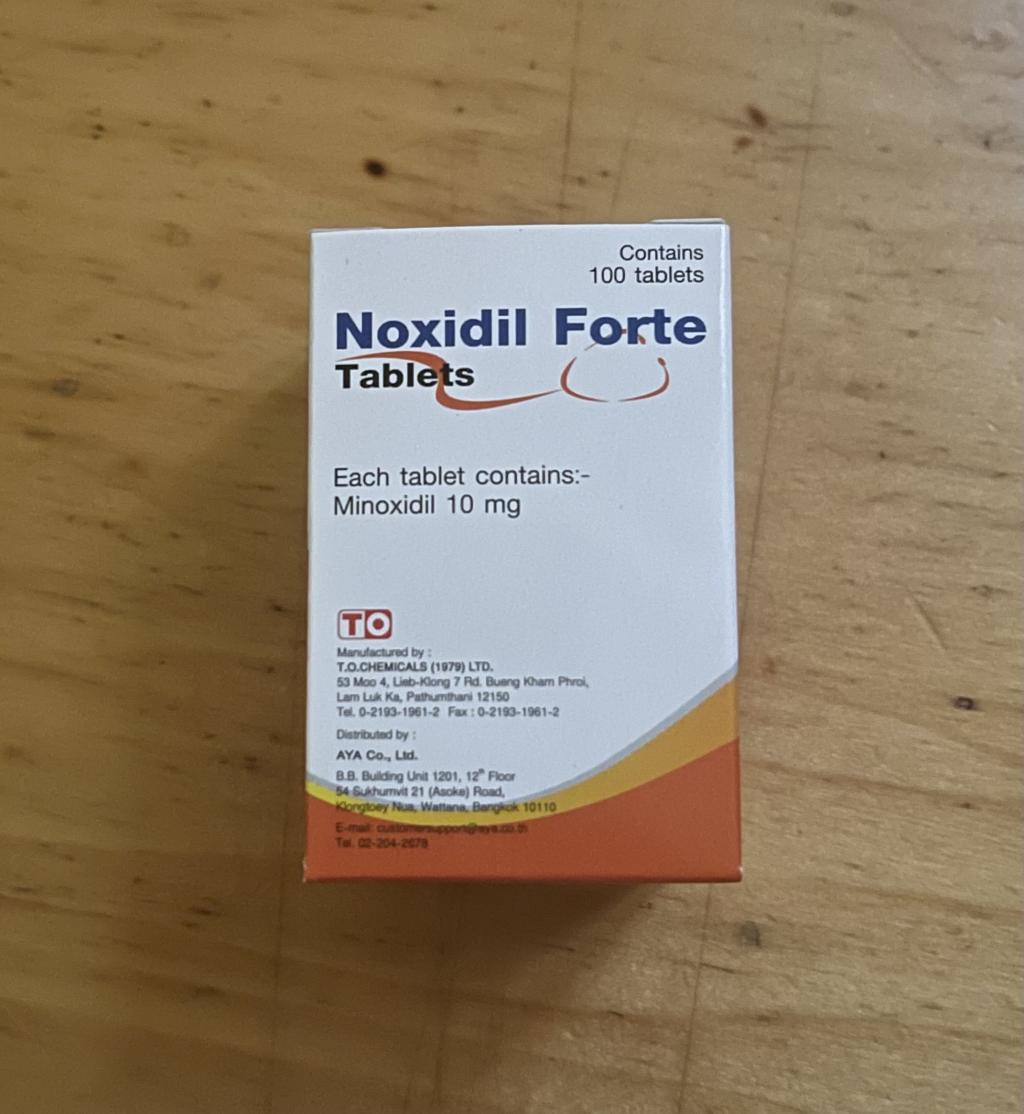 Contains
100 tablets
Noxidil Forte
Tablets
Each tablet contains:-
Minoxidil 10 mg
TO
Manufactured by :
T.O.CHEMICALS (1979) LTD.
53 Moo 4, Lieb-Klong 7 Rd. Bueng Kham Phroi,
Lam Luk Ka, Pathumthani 12150
Tel. 0-2193-1961-2 Fax : 0-2193-1961-2
Distributed by :
AYA Co., Ltd.
B.B. Building Unit 1201, 12th Floor
54 Sukhumvit 21 (Asoke) Road,
Klongtoey Nua, Wattana, Bangkok 10110
E-mail: customersupport@aya.co.th
Tel. 02-204-2678